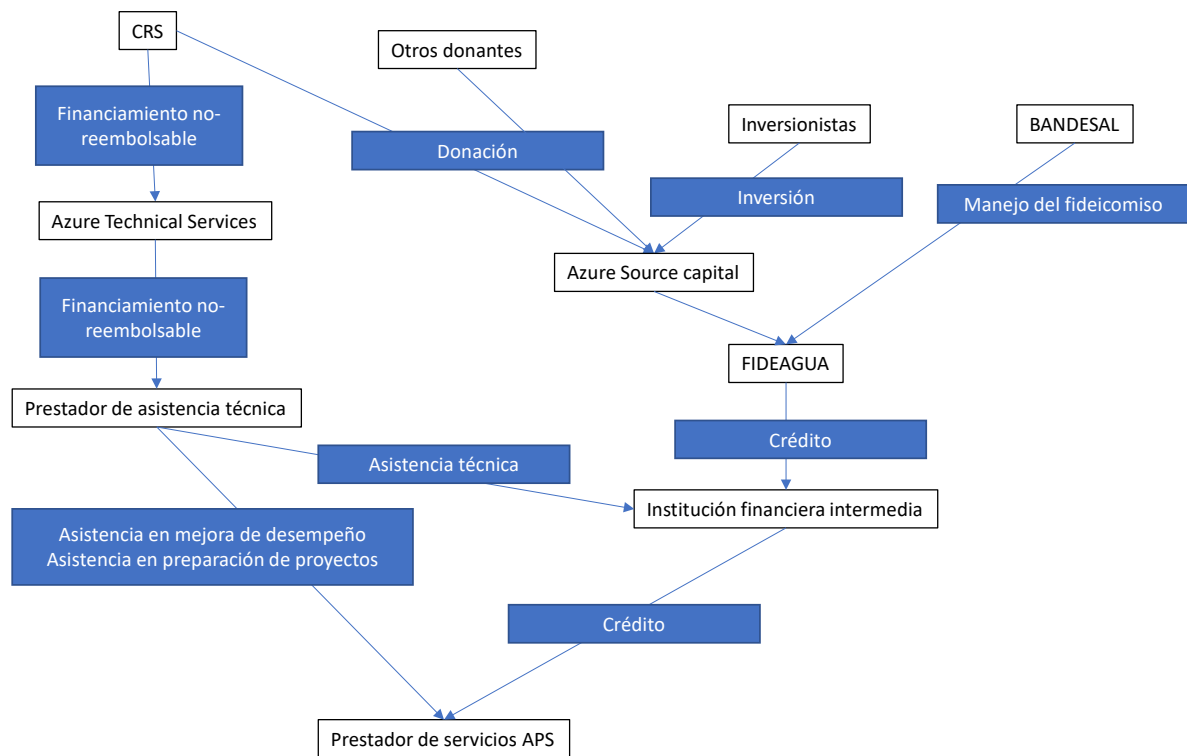 CRS
Otros donantes
Financiamiento no-
reembolsable
Donación
Inversionistas
BANDESAL
Azure Technical Services
Inversión
Manejo del fideicomiso
Azure Source capital
Financiamiento no-
reembolsable
FIDEAGUA
Prestador de asistencia técnica
Crédito
Asistencia técnica
Institución financiera intermedia
Asistencia en mejora de desempeño
Asistencia en preparación de proyectos
Crédito
Prestador de servicios APS